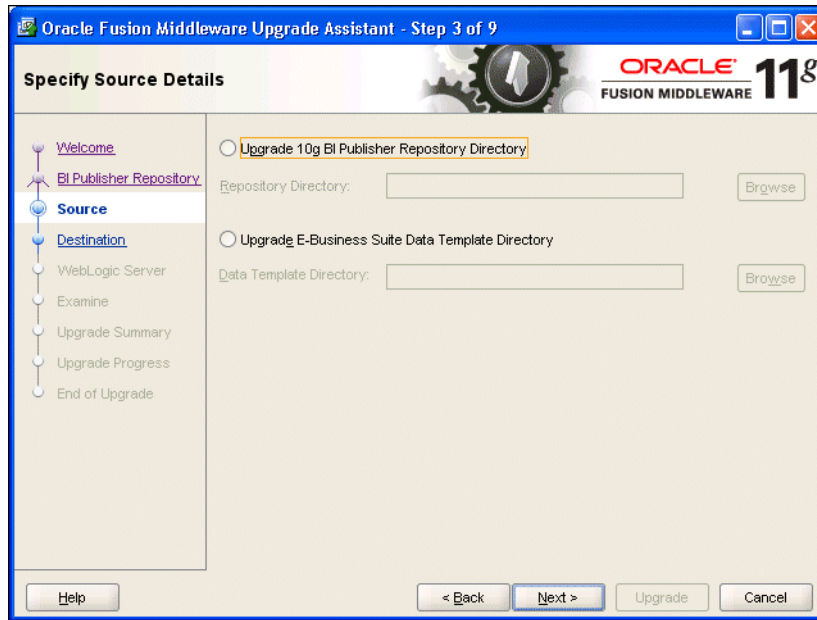 Oracle Fusion Middleware Upgrade Assistant - Step 3 of 9
Specify Source Details
ORACLE
FUSION MIDDLEWARE 11g
Welcome
BI Publisher Repository
Source
Destination
WebLogic Server
Examine
Upgrade Summary
Upgrade Progress
End of Upgrade
Upgrade 10g BI Publisher Repository Directory
Repository Directory:
Browse
Upgrade E-Business Suite Data Template Directory
Data Template Directory:
Browse
Help
< Back
Next >
Upgrade
Cancel